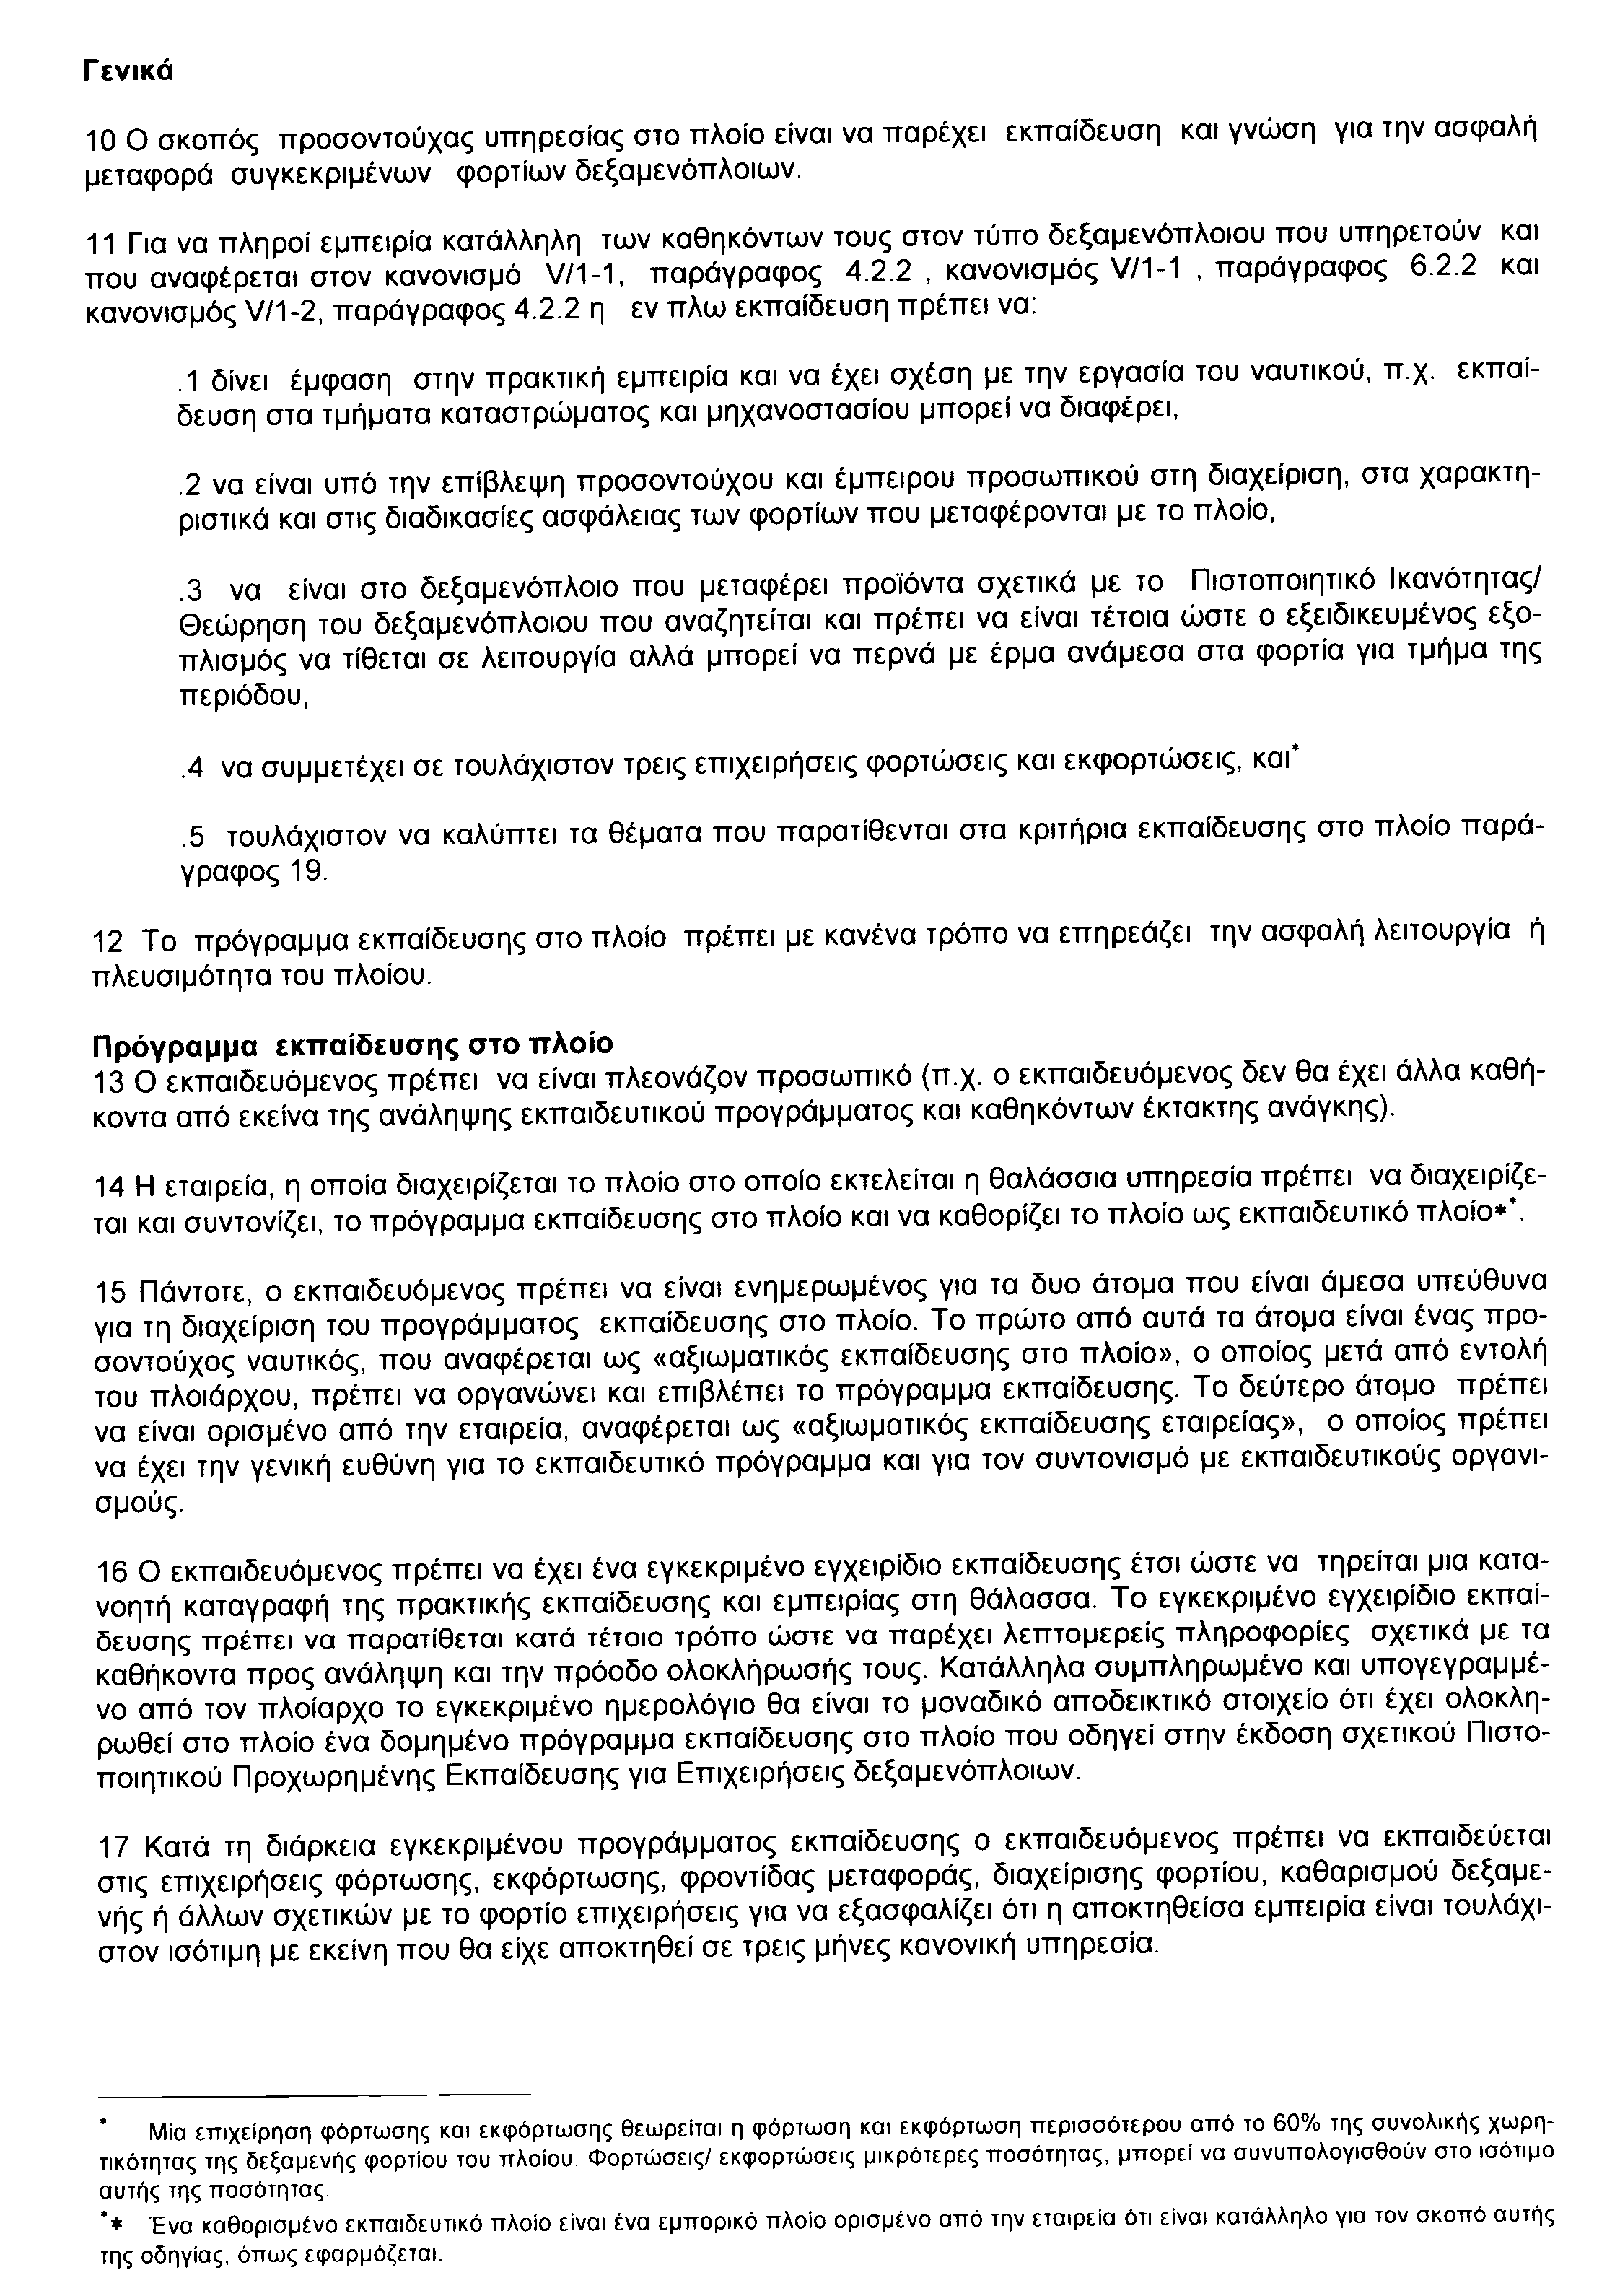 Γενικά
10 Ο σκοπός προσοντούχας υπηρεσίας στο πλοίο είναι να παρέχει εκπαίδευση και γνώση για την ασφαλή
μεταφορά συγκεκριμένων φορτίων δεξαμενόπλοιων.
11 Για να πληροί εμπειρία κατάλληλη των καθηκόντων τους στον τύπο δεξαμενόπλοιου που υπηρετούν και
που αναφέρεται στον κανονισμό V/1-1, παράγραφος 4.2.2 , κανονισμός V/1-1 , παράγραφος 6.2.2 και
κανονισμός V/1-2, παράγραφος 4.2.2 η εν πλω εκπαίδευση πρέπει να:
.1 δίνει έμφαση στην πρακτική εμπειρία και να έχει σχέση με την εργασία του ναυτικού, π.χ. εκπαί-
δευση στα τμήματα καταστρώματος και μηχανοστασίου μπορεί να διαφέρει,
.2 να είναι υπό την επίβλεψη προσοντούχου και έμπειρου προσωπικού στη διαχείριση, στα χαρακτη-
ριστικά και στις διαδικασίες ασφάλειας των φορτίων που μεταφέρονται με το πλοίο,
.3 να είναι στο δεξαμενόπλοιο που μεταφέρει προϊόντα σχετικά με το Πιστοποιητικό Ικανότητας/
Θεώρηση του δεξαμενόπλοιου που αναζητείται και πρέπει να είναι τέτοια ώστε ο εξειδικευμένος εξο-
πλισμός να τίθεται σε λειτουργία αλλά μπορεί να περνά με έρμα ανάμεσα στα φορτία για τμήμα της
περιόδου,
.4 να συμμετέχει σε τουλάχιστον τρεις επιχειρήσεις φορτώσεις και εκφορτώσεις, και*
.5 τουλάχιστον να καλύπτει τα θέματα που παρατίθενται στα κριτήρια εκπαίδευσης στο πλοίο παρά-
γραφος 19.
12 Το πρόγραμμα εκπαίδευσης στο πλοίο πρέπει με κανένα τρόπο να επηρεάζει την ασφαλή λειτουργία ή
πλευσιμότητα του πλοίου.
Πρόγραμμα εκπαίδευσης στο πλοίο
13 Ο εκπαιδευόμενος πρέπει να είναι πλεονάζον προσωπικό (π.χ. ο εκπαιδευόμενος δεν θα έχει άλλα καθή-
κοντα από εκείνα της ανάληψης εκπαιδευτικού προγράμματος και καθηκόντων έκτακτης ανάγκης).
14 Η εταιρεία, η οποία διαχειρίζεται το πλοίο στο οποίο εκτελείται η θαλάσσια υπηρεσία πρέπει να διαχειρίζε-
ται και συντονίζει, το πρόγραμμα εκπαίδευσης στο πλοίο και να καθορίζει το πλοίο ως εκπαιδευτικό πλοίο**.
15 Πάντοτε, ο εκπαιδευόμενος πρέπει να είναι ενημερωμένος για τα δυο άτομα που είναι άμεσα υπεύθυνα
για τη διαχείριση του προγράμματος εκπαίδευσης στο πλοίο. Το πρώτο από αυτά τα άτομα είναι ένας προ-
σοντούχος ναυτικός, που αναφέρεται ως «αξιωματικός εκπαίδευσης στο πλοίο», ο οποίος μετά από εντολή
του πλοιάρχου, πρέπει να οργανώνει και επιβλέπει το πρόγραμμα εκπαίδευσης. Το δεύτερο άτομο πρέπει
να είναι ορισμένο από την εταιρεία, αναφέρεται ως «αξιωματικός εκπαίδευσης εταιρείας», ο οποίος πρέπει
να έχει την γενική ευθύνη για το εκπαιδευτικό πρόγραμμα και για τον συντονισμό με εκπαιδευτικούς οργανι-
σμούς.
16 Ο εκπαιδευόμενος πρέπει να έχει ένα εγκεκριμένο εγχειρίδιο εκπαίδευσης έτσι ώστε να τηρείται μια κατα-
νοητή καταγραφή της πρακτικής εκπαίδευσης και εμπειρίας στη θάλασσα. Το εγκεκριμένο εγχειρίδιο εκπαί-
δευσης πρέπει να παρατίθεται κατά τέτοιο τρόπο ώστε να παρέχει λεπτομερείς πληροφορίες σχετικά με τα
καθήκοντα προς ανάληψη και την πρόοδο ολοκλήρωσής τους. Κατάλληλα συμπληρωμένο και υπογεγραμμέ-
νο από τον πλοίαρχο το εγκεκριμένο ημερολόγιο θα είναι το μοναδικό αποδεικτικό στοιχείο ότι έχει ολοκλη-
ρωθεί στο πλοίο ένα δομημένο πρόγραμμα εκπαίδευσης στο πλοίο που οδηγεί στην έκδοση σχετικού Πιστο-
ποιητικού Προχωρημένης Εκπαίδευσης για Επιχειρήσεις δεξαμενόπλοιων.
17 Κατά τη διάρκεια εγκεκριμένου προγράμματος εκπαίδευσης ο εκπαιδευόμενος πρέπει να εκπαιδεύεται
στις επιχειρήσεις φόρτωσης, εκφόρτωσης, φροντίδας μεταφοράς, διαχείρισης φορτίου, καθαρισμού δεξαμε-
νής ή άλλων σχετικών με το φορτίο επιχειρήσεις για να εξασφαλίζει ότι η αποκτηθείσα εμπειρία είναι τουλάχι-
στον ισότιμη με εκείνη που θα είχε αποκτηθεί σε τρεις μήνες κανονική υπηρεσία.
* Μία επιχείρηση φόρτωσης και εκφόρτωσης θεωρείται η φόρτωση και εκφόρτωση περισσότερου από το 60% της συνολικής χωρη-
τικότητας της δεξαμενής φορτίου του πλοίου. Φορτώσεις/ εκφορτώσεις μικρότερες ποσότητας, μπορεί να συνυπολογισθούν στο ισότιμο
αυτής της ποσότητας.
** Ένα καθορισμένο εκπαιδευτικό πλοίο είναι ένα εμπορικό πλοίο ορισμένο από την εταιρεία ότι είναι κατάλληλο για τον σκοπό αυτής
της οδηγίας, όπως εφαρμόζεται.